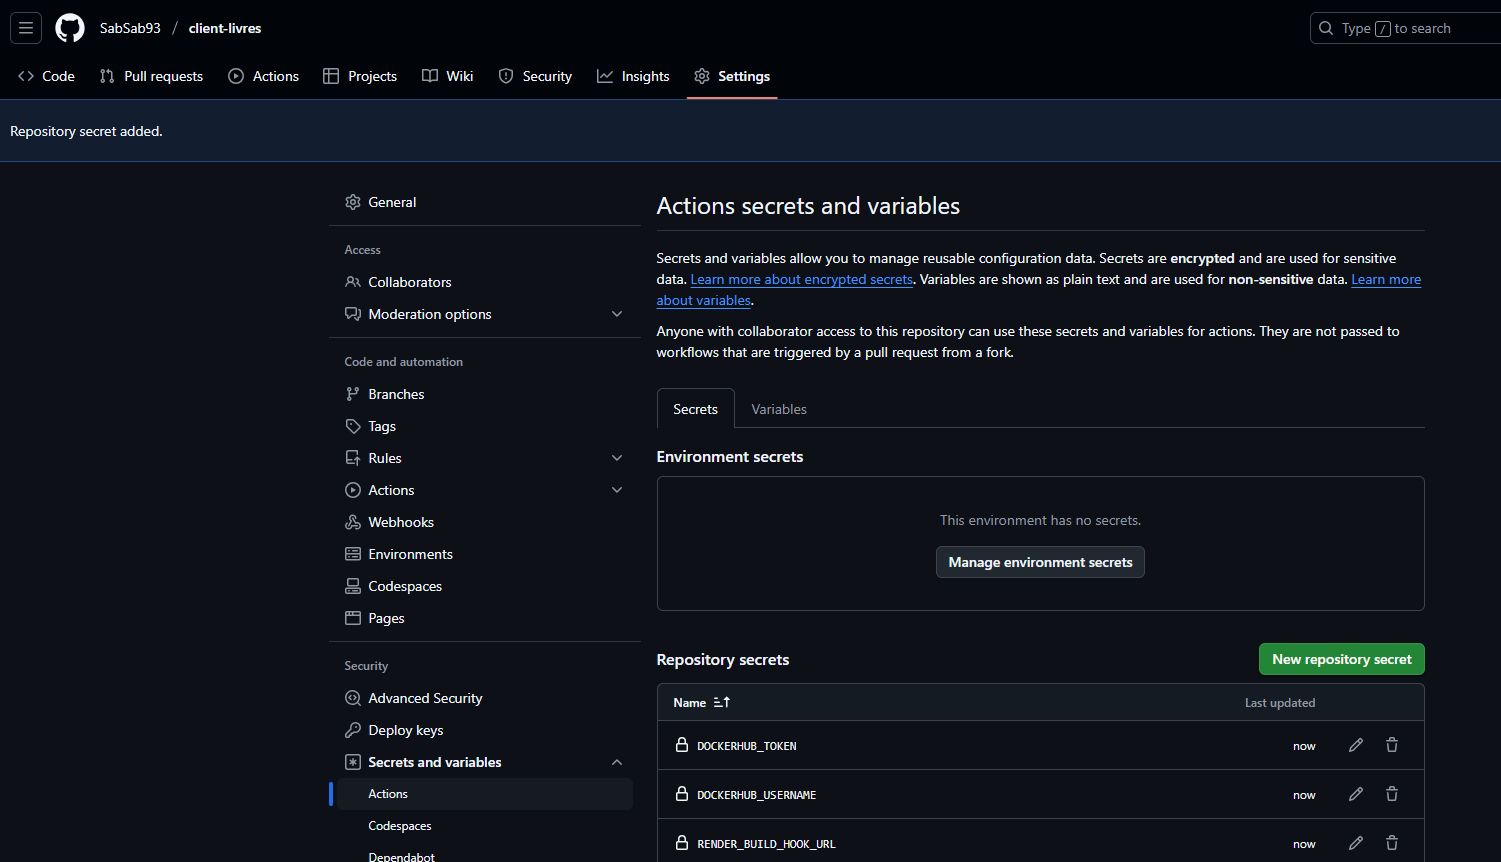 SabSab93 / client-livres
Type / to search
Code Pull requests Actions Projects Wiki Security Insights Settings
Repository secret added.
General
Access
Collaborators
Moderation options
Code and automation
Branches
Tags
Rules
Actions
Webhooks
Environments
Codespaces
Pages
Security
Advanced Security
Deploy keys
Secrets and variables
Actions
Codespaces
Dependabot
Actions secrets and variables
Secrets and variables allow you to manage reusable configuration data. Secrets are encrypted and are used for sensitive
data. Learn more about encrypted secrets. Variables are shown as plain text and are used for non-sensitive data. Learn more
about variables.
Anyone with collaborator access to this repository can use these secrets and variables for actions. They are not passed to
workflows that are triggered by a pull request from a fork.
Secrets Variables
Environment secrets
This environment has no secrets.
Manage environment secrets
Repository secrets
New repository secret
Name Last updated
DOCKERHUB_TOKEN now
DOCKERHUB_USERNAME now
RENDER_BUILD_HOOK_URL now